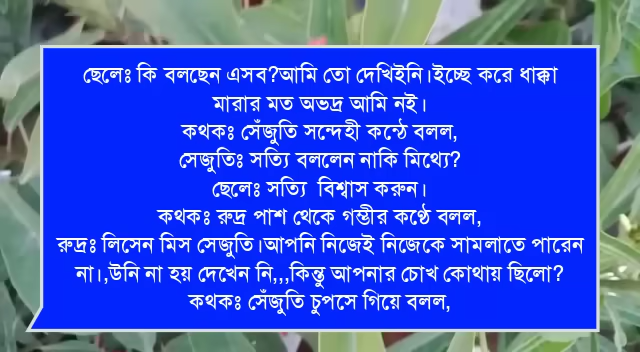 ছেলেঃ কি বলছেন এসব?আমি তো দেখিইনি।ইচ্ছে করে ধাক্কা
মারার মত অভদ্র আমি নই।
কথকঃ সেঁজুতি সন্দেহী কন্ঠে বলল,
সেজুতিঃ সত্যি বললেন নাকি মিথ্যে?
ছেলেঃ সত্যি বিশ্বাস করুন।
কথকঃ রুদ্র পাশ থেকে গম্ভীর কণ্ঠে বলল,
রুদ্রঃ লিসেন মিস সেজুতি।আপনি নিজেই নিজেকে সামলাতে পারেন
না।,উনি না হয় দেখেন নি,,,কিন্তু আপনার চোখ কোথায় ছিলো?
কথকঃ সেঁজুতি চুপসে গিয়ে বলল,